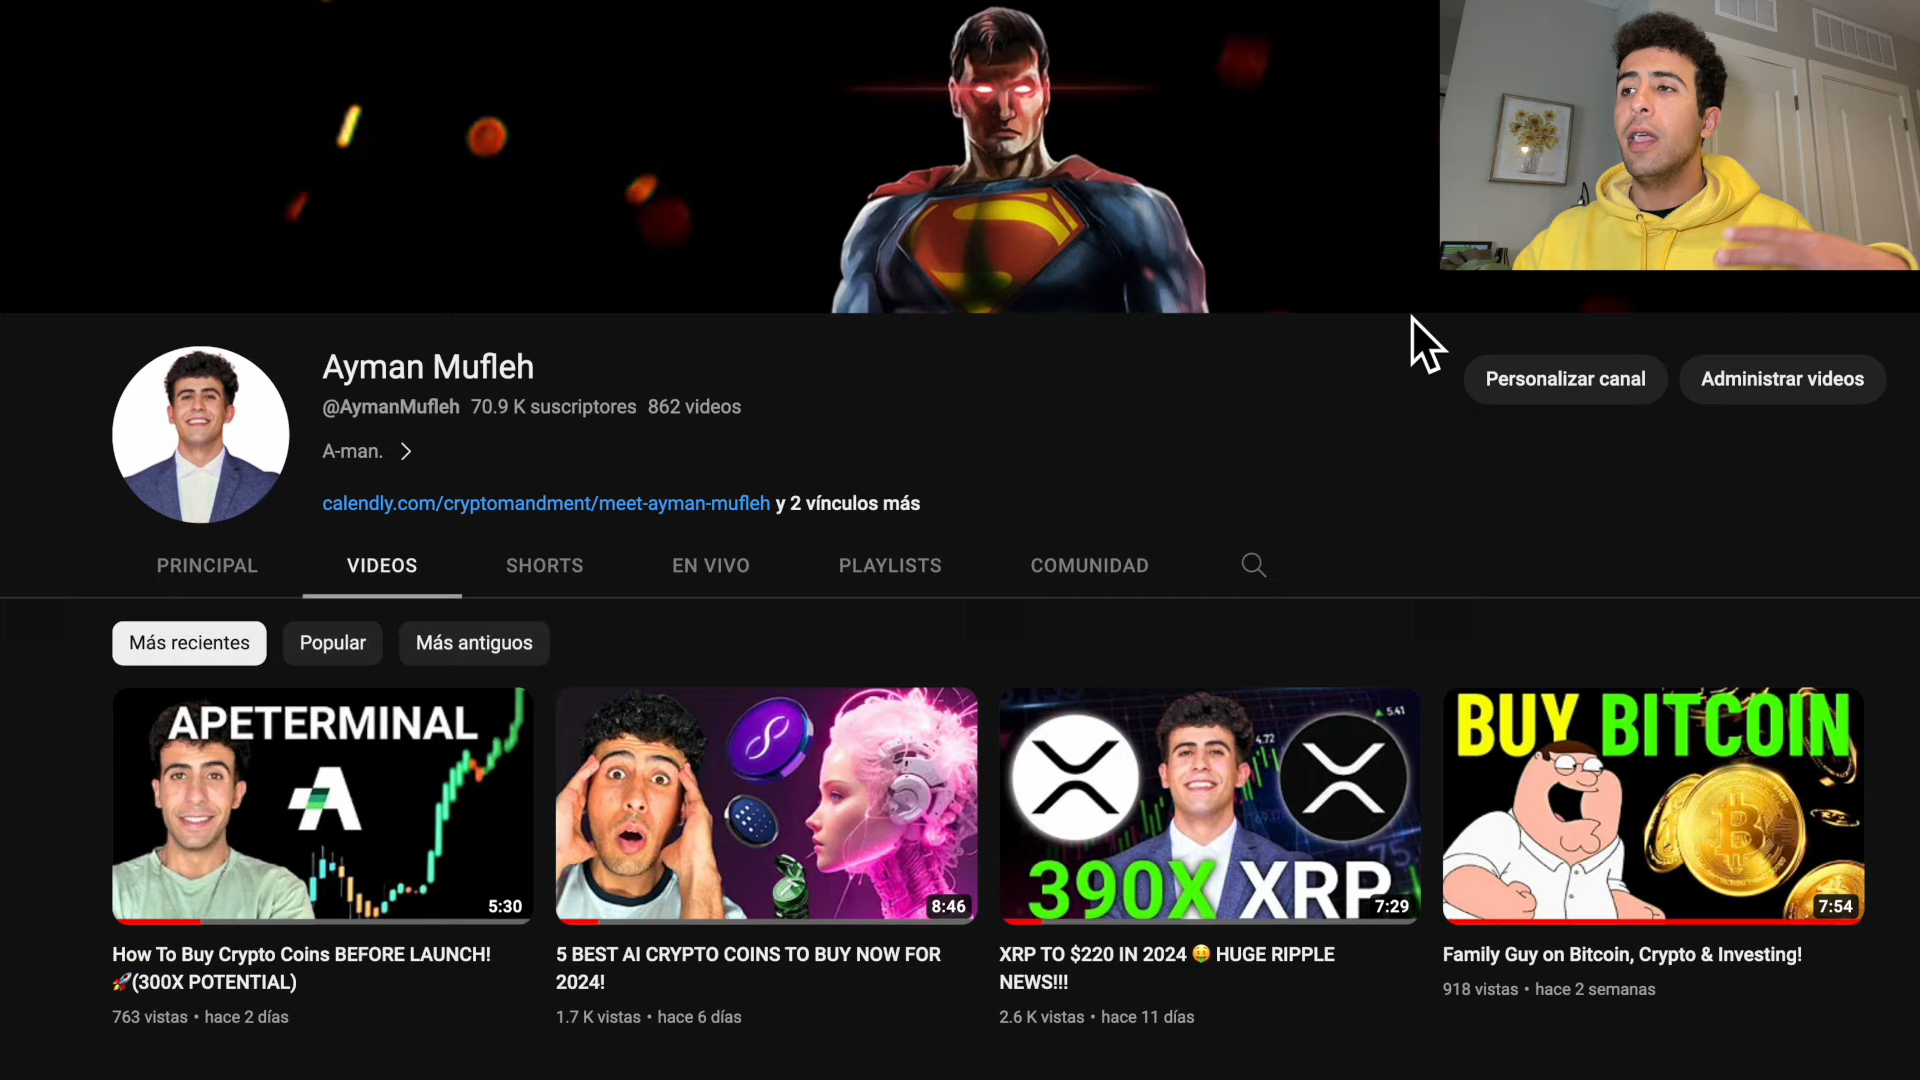 Ayman Mufleh
@AymanMufleh 70.9 K suscriptores 862 videos
A-man.
calendly.com/cryptomandment/meet-ayman-mufleh y 2 vínculos más
Personalizar canal
Administrar videos
PRINCIPAL
VIDEOS
SHORTS
EN VIVO
PLAYLISTS
COMUNIDAD
Más recientes
Popular
Más antiguos
APETERMINAL
5:30
8:46
5.41
4.72
75
390X XRP
7:29
BUY BITCOIN
7:54
How To Buy Crypto Coins BEFORE LAUNCH!
🚀(300X POTENTIAL)
763 vistas • hace 2 días
5 BEST AI CRYPTO COINS TO BUY NOW FOR
2024!
1.7 K vistas • hace 6 días
XRP TO $220 IN 2024 🤑 HUGE RIPPLE
NEWS!!!
2.6 K vistas • hace 11 días
Family Guy on Bitcoin, Crypto & Investing!
918 vistas • hace 2 semanas